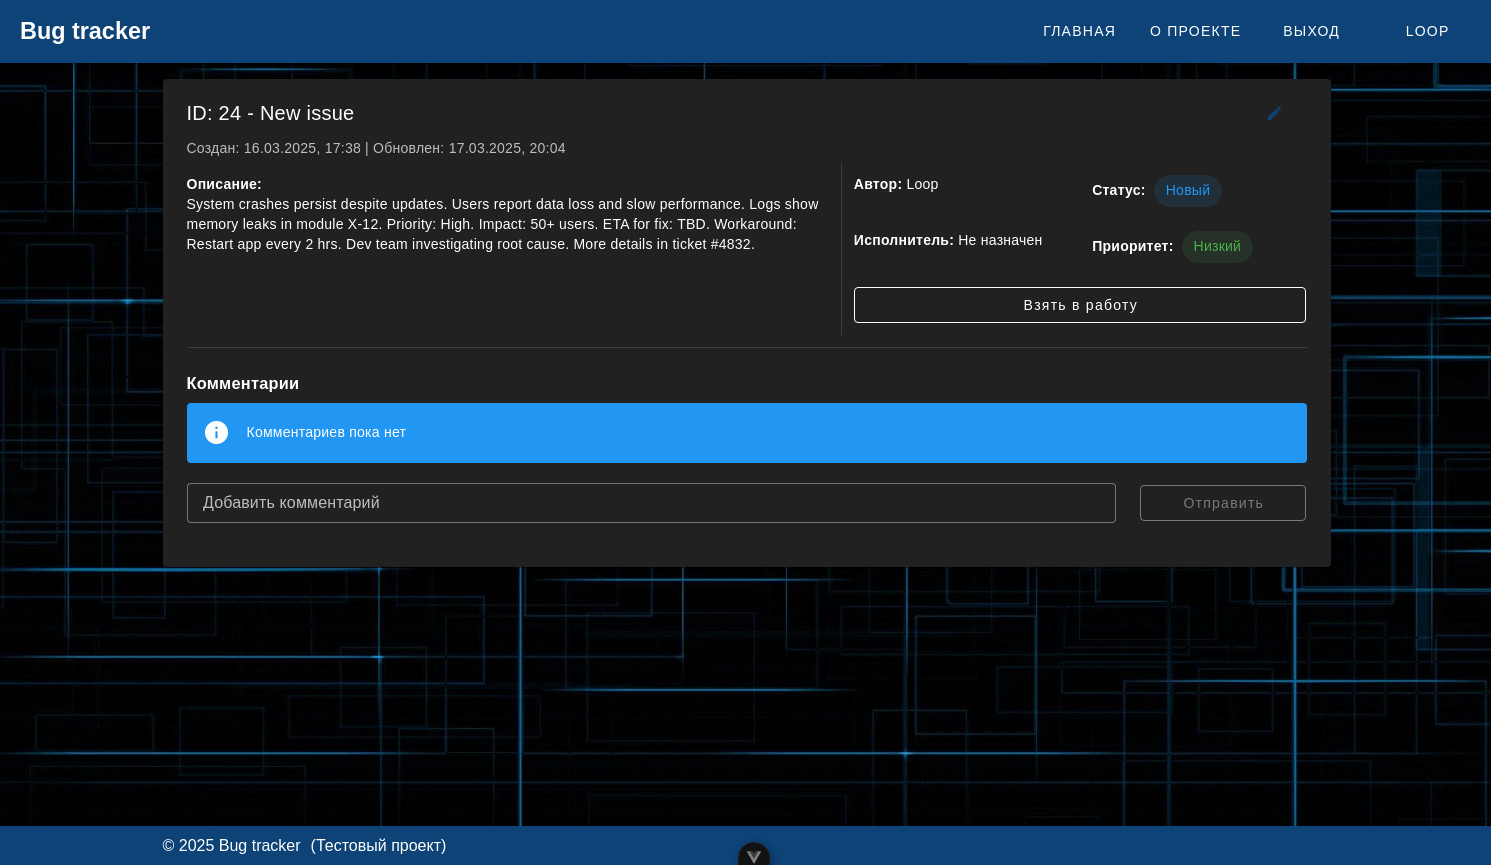 Bug tracker
ГЛАВНАЯ
О ПРОЕКТЕ
ВЫХОД
LOOP
ID: 24 - New issue
Создан: 16.03.2025, 17:38 | Обновлен: 17.03.2025, 20:04
Описание:
System crashes persist despite updates. Users report data loss and slow performance. Logs show
memory leaks in module X-12. Priority: High. Impact: 50+ users. ETA for fix: TBD. Workaround:
Restart app every 2 hrs. Dev team investigating root cause. More details in ticket #4832.
Автор: Loop
Статус: Новый
Исполнитель: Не назначен
Приоритет: Низкий
Взять в работу
Комментарии
Комментариев пока нет
Добавить комментарий
Отправить
© 2025 Bug tracker (Тестовый проект)